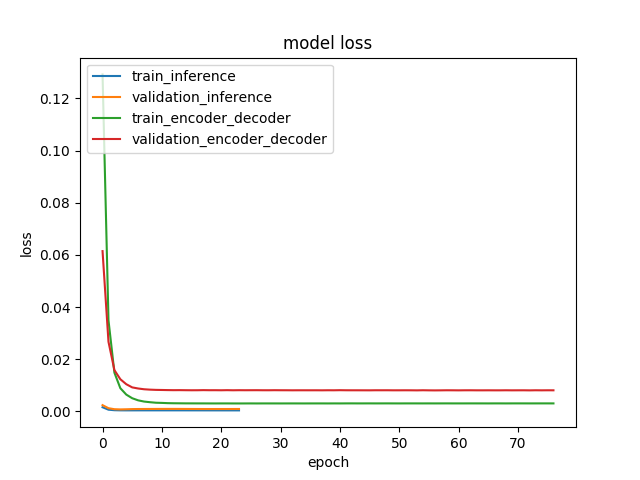 model loss
train_inference
validation_inference
train_encoder_decoder
validation_encoder_decoder
0.12
0.10
0.08
0.06
0.04
0.02
0.00
loss
0 10 20 30 40 50 60 70
epoch